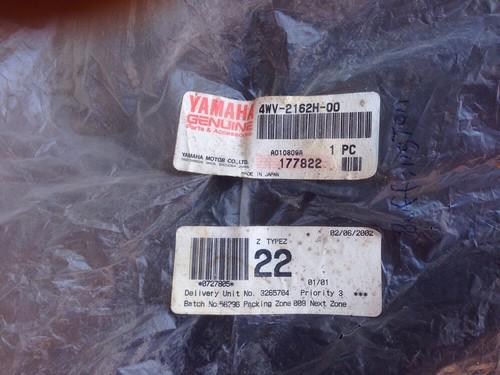 YAMAHA
GENUINE
Parts & Accessories
4WV-2162H-00
A010809A
1 PC
177822
YAMAHA MOTOR CO., LTD.
MADE IN JAPAN
02/06/2002
Z TYPEZ
22
*0727805*
01/01
Delivery Unit No. 3265704 Priority 3 ***
Batch No.56296 Packing Zone 009 Next Zone